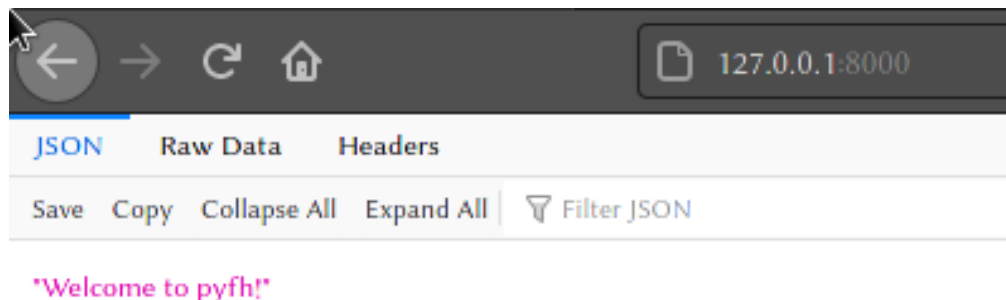 127.0.0.1:8000
JSON Raw Data Headers
Save Copy Collapse All Expand All Filter JSON
"Welcome to pyfh!"